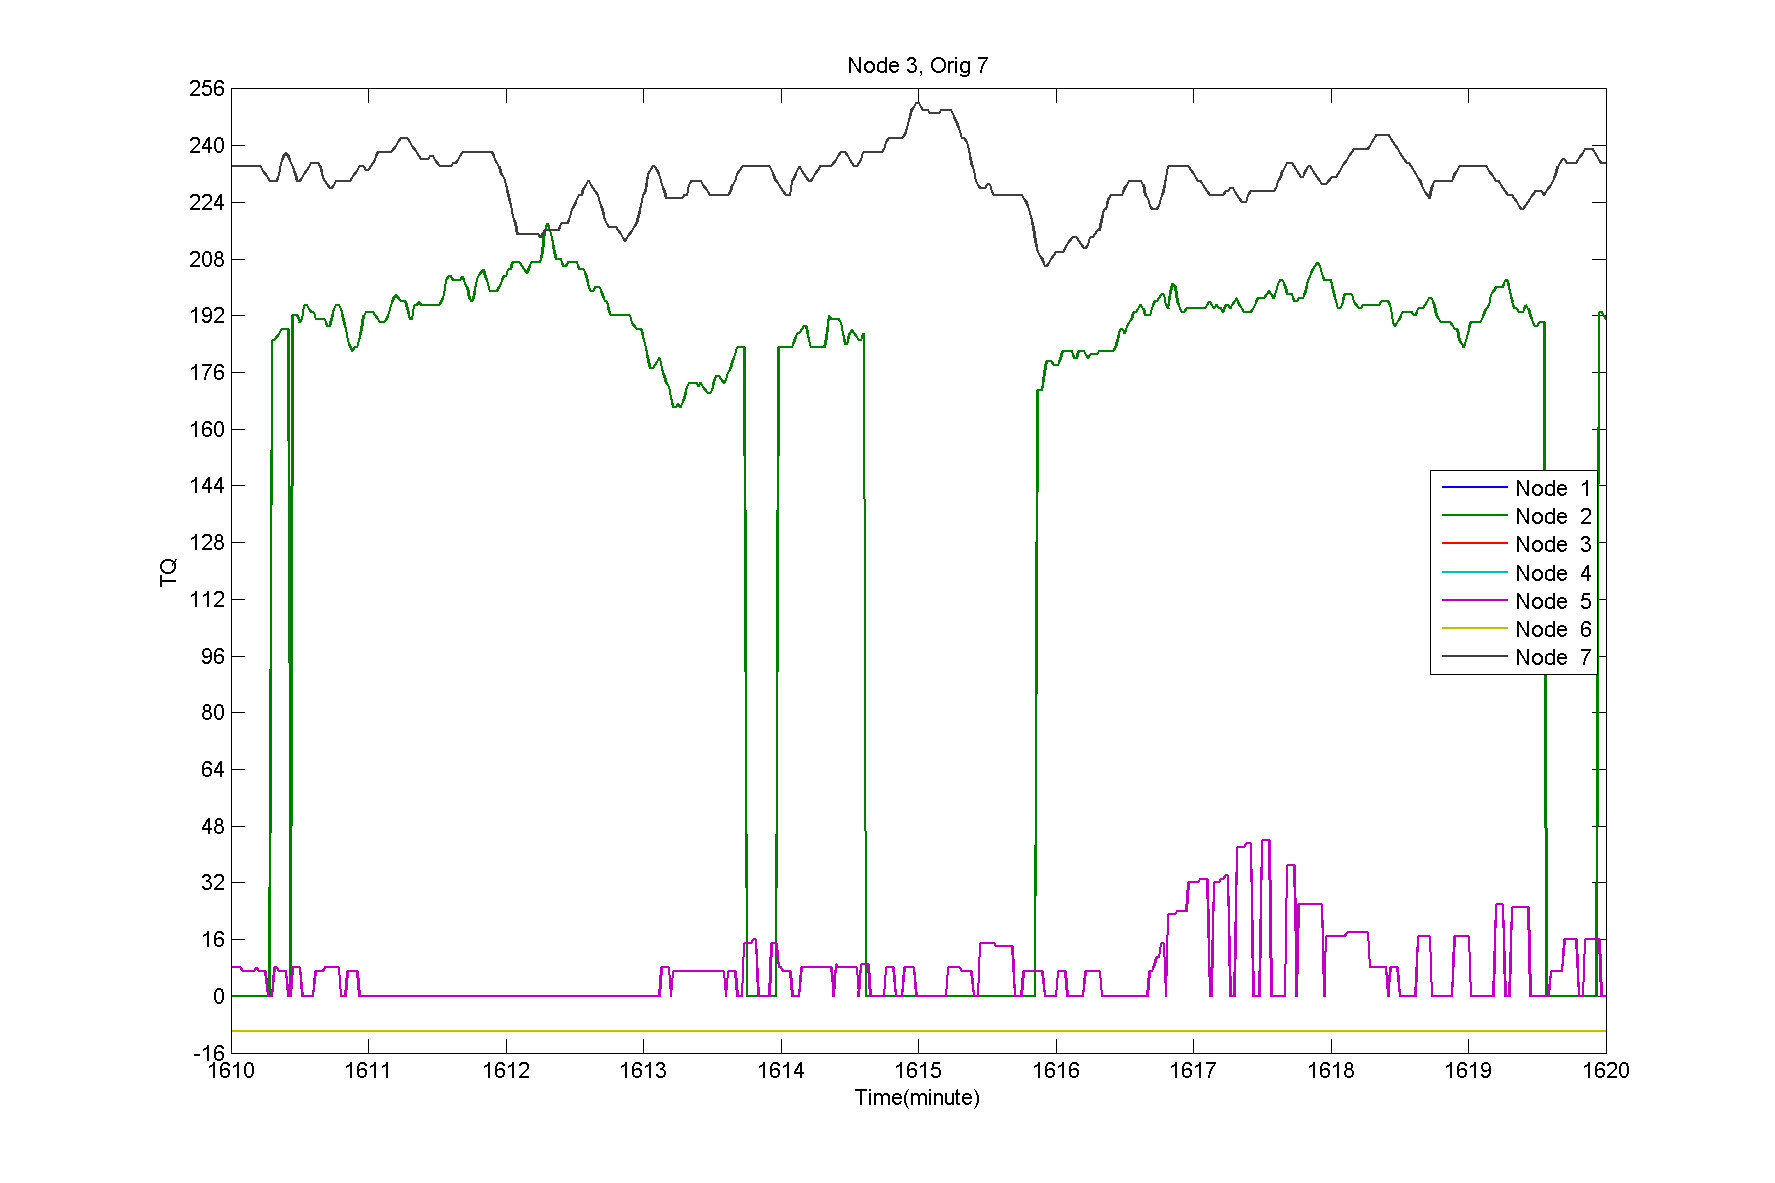 Node 3, Orig 7
256
240
224
208
192
176
160
144
128
112
96
80
64
48
32
16
0
-16
TQ
Node 1
Node 2
Node 3
Node 4
Node 5
Node 6
Node 7
1610 1611 1612 1613 1614 1615 1616 1617 1618 1619 1620
Time(minute)